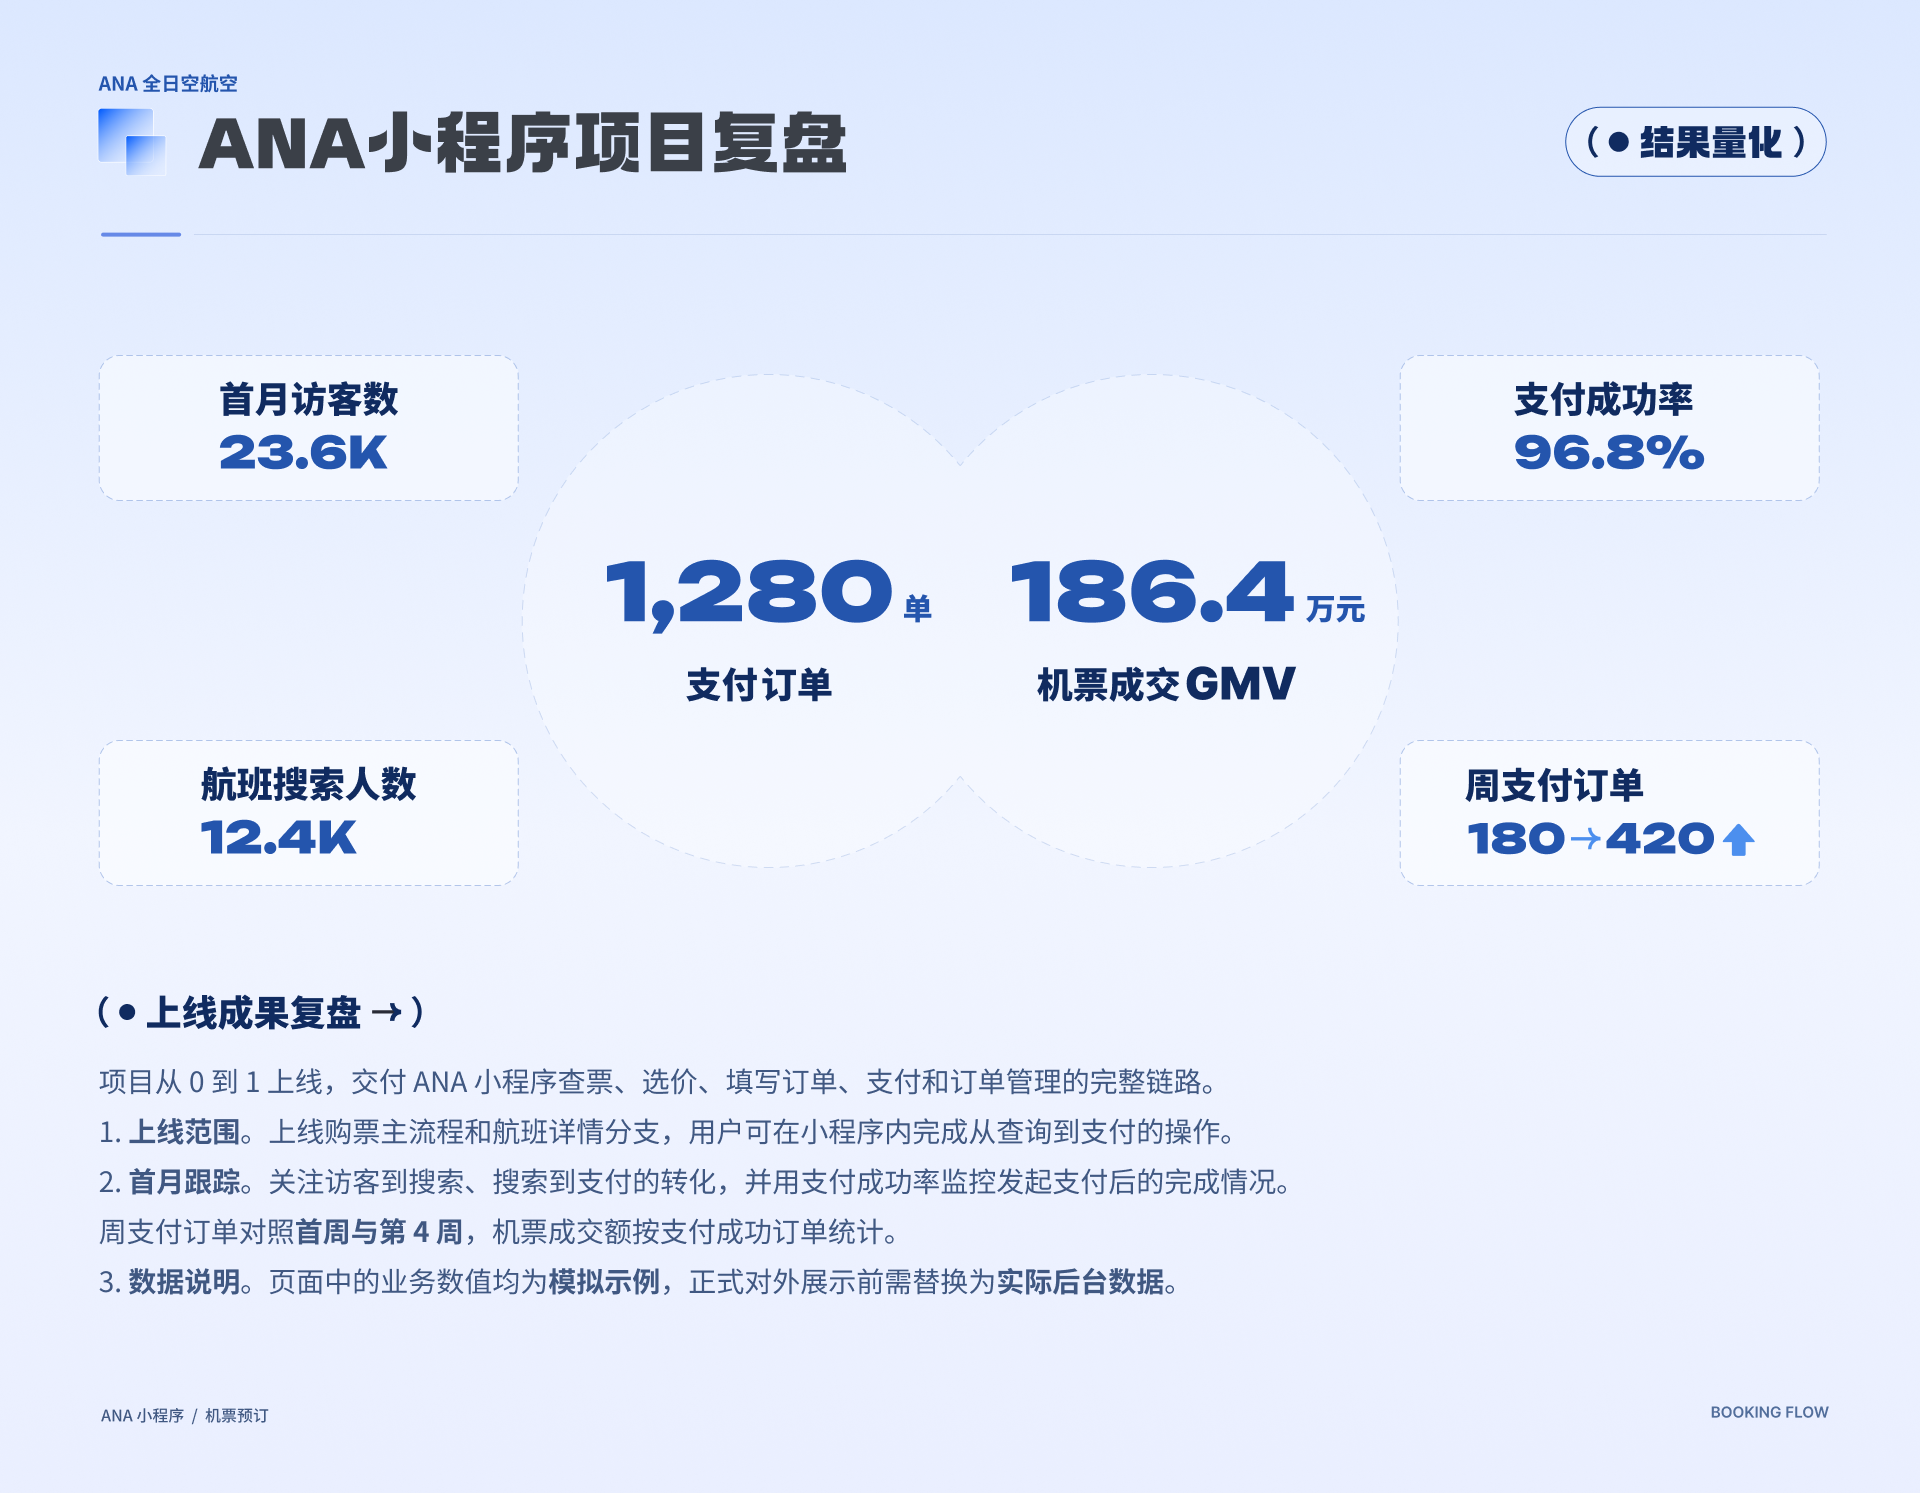 ANA 全日空航空
ANA小程序项目复盘
(● 结果量化 )
首月访客数
23.6K
支付成功率
96.8%
1,280 单
支付订单
186.4 万元
机票成交 GMV
航班搜索人数
12.4K
周支付订单
180→420⬆
(● 上线成果复盘 → )
项目从 0 到 1 上线，交付 ANA 小程序查票、选价、填写订单、支付和订单管理的完整链路。
1. 上线范围。上线购票主流程和航班详情分支，用户可在小程序内完成从查询到支付的操作。
2. 首月跟踪。关注访客到搜索、搜索到支付的转化，并用支付成功率监控发起支付后的完成情况。
周支付订单对照首周与第 4 周，机票成交额按支付成功订单统计。
3. 数据说明。页面中的业务数值均为模拟示例，正式对外展示前需替换为实际后台数据。
ANA 小程序 / 机票预订
BOOKING FLOW